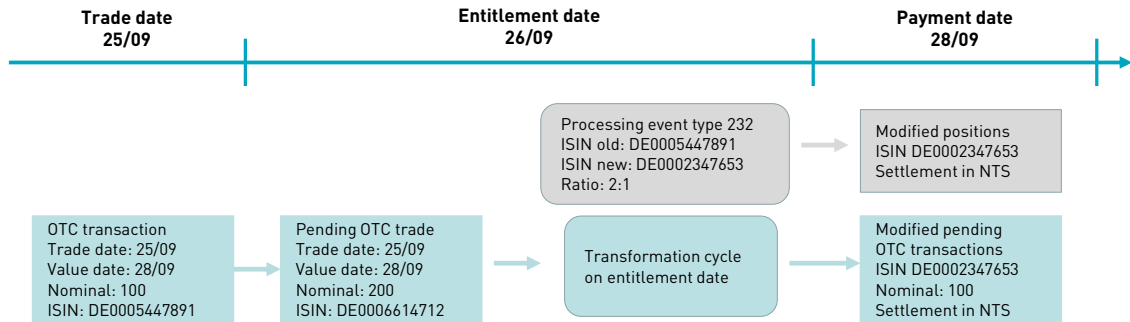 Trade date
25/09
Entitlement date
26/09
Payment date
28/09
Processing event type 232
ISIN old: DE0005447891
ISIN new: DE0002347653
Ratio: 2:1
Modified positions
ISIN DE0002347653
Settlement in NTS
OTC transaction
Trade date: 25/09
Value date: 28/09
Nominal: 100
ISIN: DE0005447891
Pending OTC trade
Trade date: 25/09
Value date: 28/09
Nominal: 200
ISIN: DE0006614712
Transformation cycle
on entitlement date
Modified pending
OTC transactions
ISIN DE0002347653
Nominal: 100
Settlement in NTS